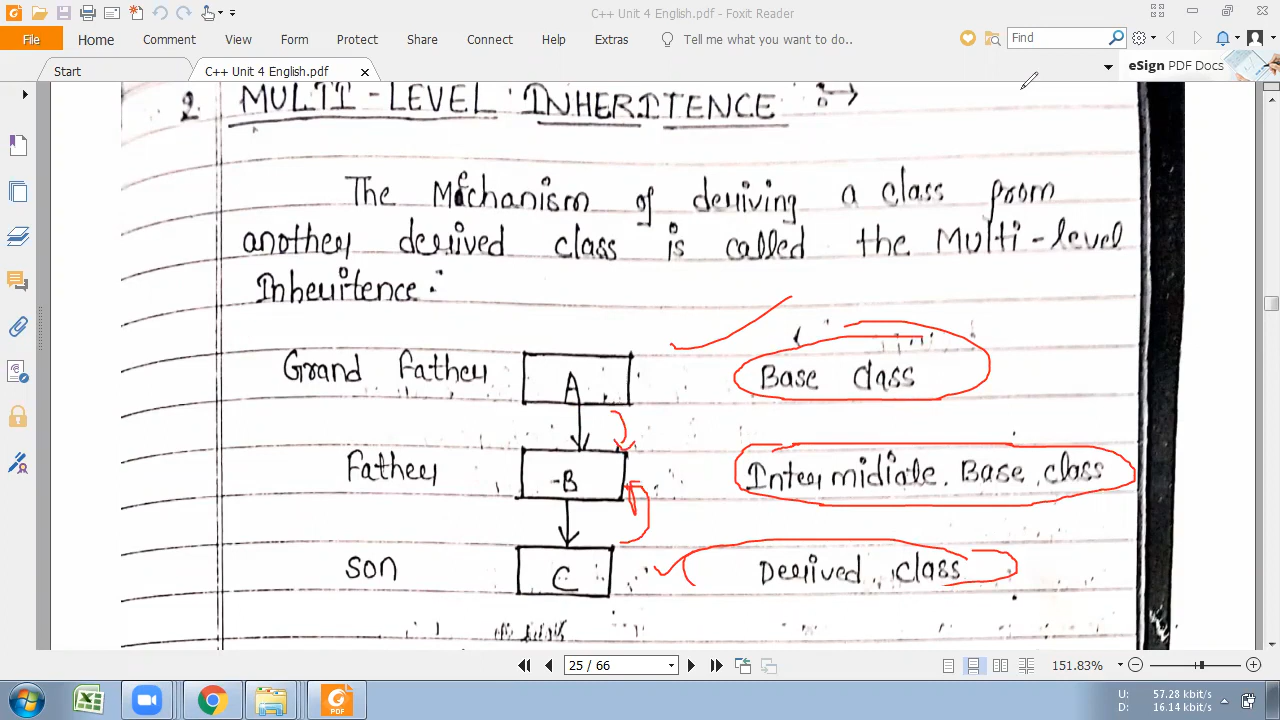 C++ Unit 4 English.pdf - Foxit Reader
File Home Comment View Form Protect Share Connect Help Extras Tell me what you want to do.. Find
Start C++ Unit 4 English.pdf eSign PDF Docs
2. MULTI-LEVEL INHERITENCE :→
The Mechanism of deriving a class from
another derived class is called the Multi-level
Inheritence.
Grand Father A Base class
Father B Intermidiate Base class
Son C Derived class
25 / 66 151.83%
PDF U: 57.28 kbit/s
D: 16.14 kbit/s